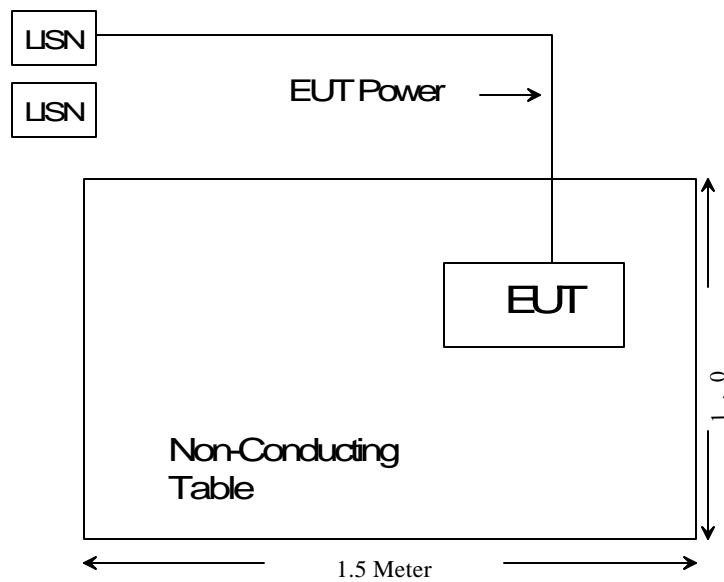 LISN
EUT Power
LISN
EUT
Non-Conducting
Table
1.5 Meter